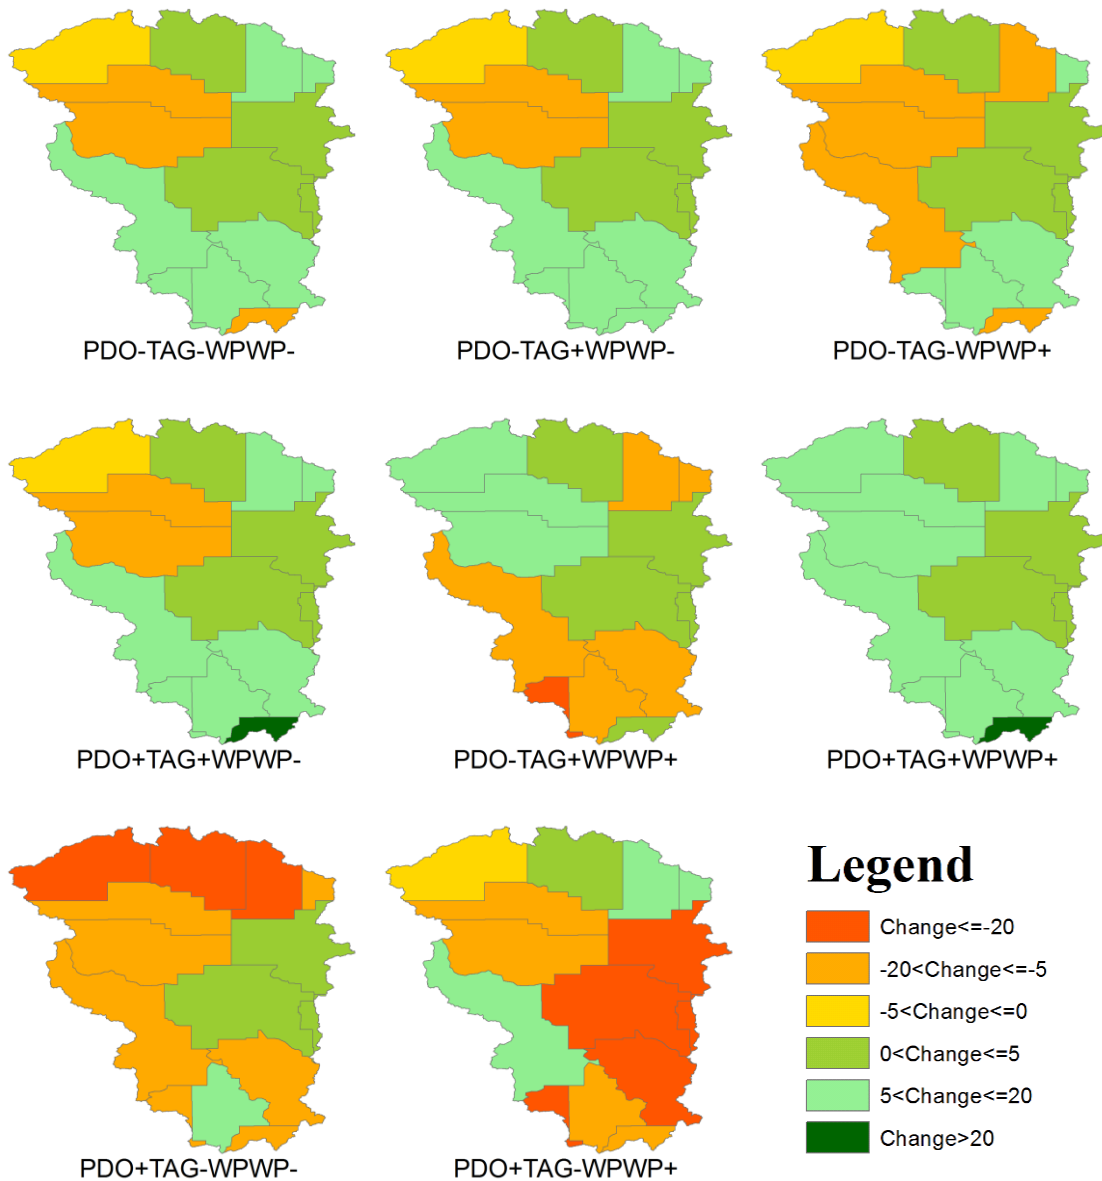 PDO-TAG-WPWP-
PDO-TAG+WPWP-
PDO-TAG-WPWP+
PDO+TAG+WPWP-
PDO-TAG+WPWP+
PDO+TAG+WPWP+
PDO+TAG-WPWP-
PDO+TAG-WPWP+
Legend
Change<=-20
-20<Change<=-5
-5<Change<=0
0<Change<=5
5<Change<=20
Change>20